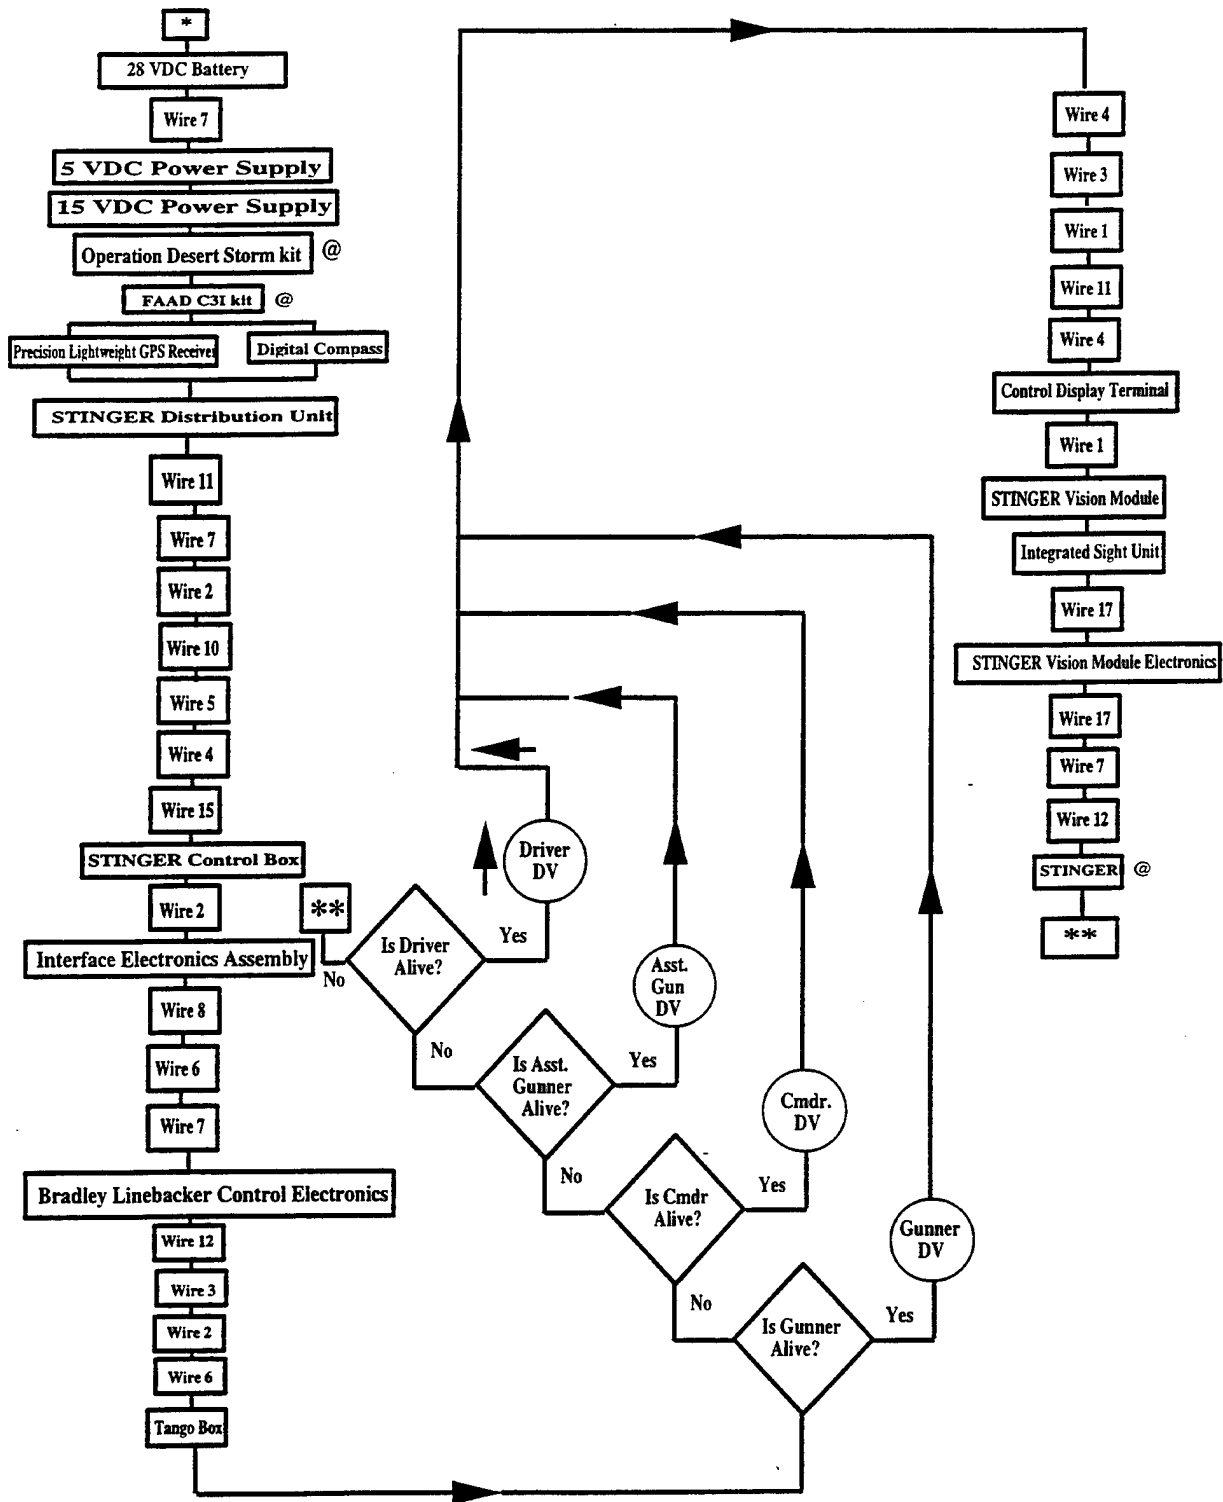 *
28 VDC Battery
Wire 7
5 VDC Power Supply
15 VDC Power Supply
Operation Desert Storm kit @
FAAD C3I kit @
Precision Lightweight GPS Receiver
Digital Compass
STINGER Distribution Unit
Wire 11
Wire 7
Wire 2
Wire 10
Wire 5
Wire 4
Wire 15
STINGER Control Box
Wire 2
Interface Electronics Assembly
Wire 8
Wire 6
Wire 7
Bradley Linebacker Control Electronics
Wire 12
Wire 3
Wire 2
Wire 6
Tango Box
**
No
Is Driver
Alive?
Yes
Driver
DV
No
Is Asst.
Gunner
Alive?
Yes
Asst.
Gun
DV
No
Is Cmdr
Alive?
Yes
Cmdr.
DV
No
Is Gunner
Alive?
Yes
Gunner
DV
Wire 4
Wire 3
Wire 1
Wire 11
Wire 4
Control Display Terminal
Wire 1
STINGER Vision Module
Integrated Sight Unit
Wire 17
STINGER Vision Module Electronics
Wire 17
Wire 7
Wire 12
STINGER @
**